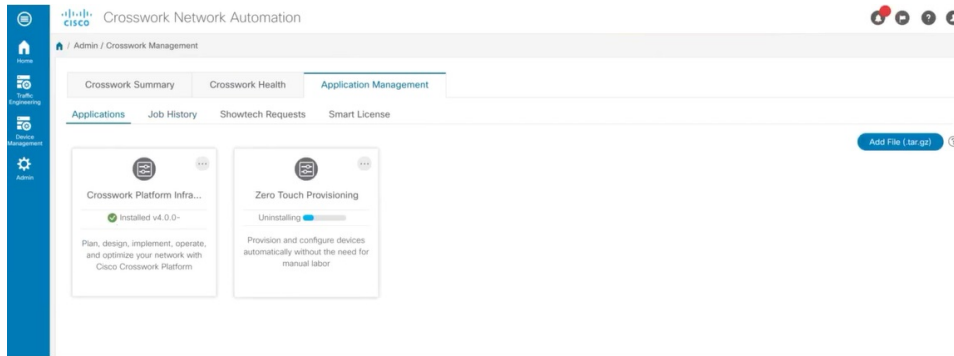 CISCO Crosswork Network Automation
/ Admin / Crosswork Management
Home
Traffic
Engineering
Device
Management
Admin
Crosswork Summary Crosswork Health Application Management
Applications Job History Showtech Requests Smart License
Add File (.tar.gz) ?
Crosswork Platform Infra...
Installed v4.0.0-
Plan, design, implement, operate,
and optimize your network with
Cisco Crosswork Platform
Zero Touch Provisioning
Uninstalling
Provision and configure devices
automatically without the need for
manual labor